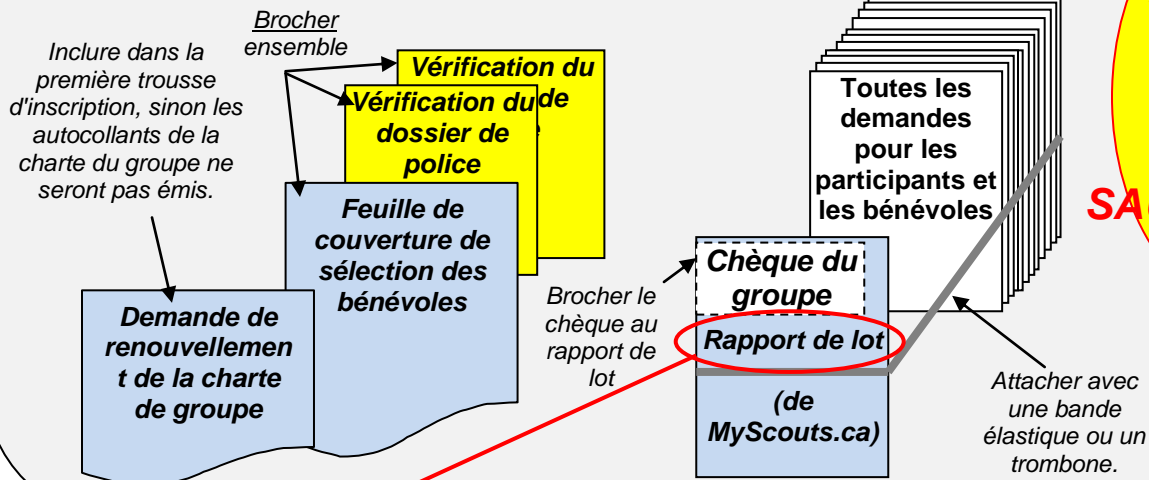 Brocher
ensemble
Inclure dans la
première trousse
d'inscription, sinon les
autocollants de la
charte du groupe ne
seront pas émis.
Vérification du
de
Vérification du
dossier de
police
Feuille de
couverture de
sélection des
bénévoles
Demande de
renouvellemen
t de la charte
de groupe
Toutes les
demandes
pour les
participants et
les bénévoles
Chèque du
groupe
Brocher le
chèque au
rapport de
lot
Rapport de lot
(de
MyScouts.ca)
Attacher avec
une bande
élastique ou un
trombone.